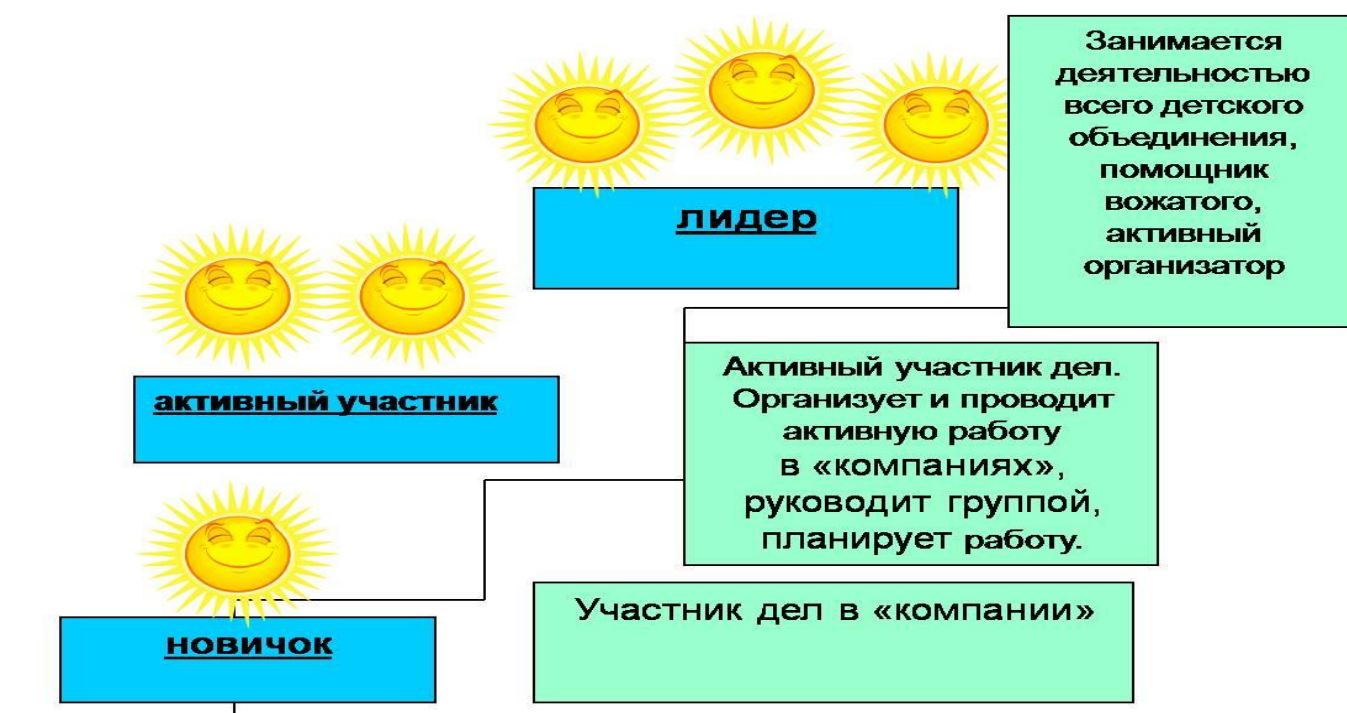 Занимается
деятельностью
всего детского
объединения,
помощник
вожатого,
активный
организатор
лидер
Активный участник дел.
Организует и проводит
активную работу
в «компаниях»,
руководит группой,
планирует работу.
активный участник
Участник дел в «компании»
новичок